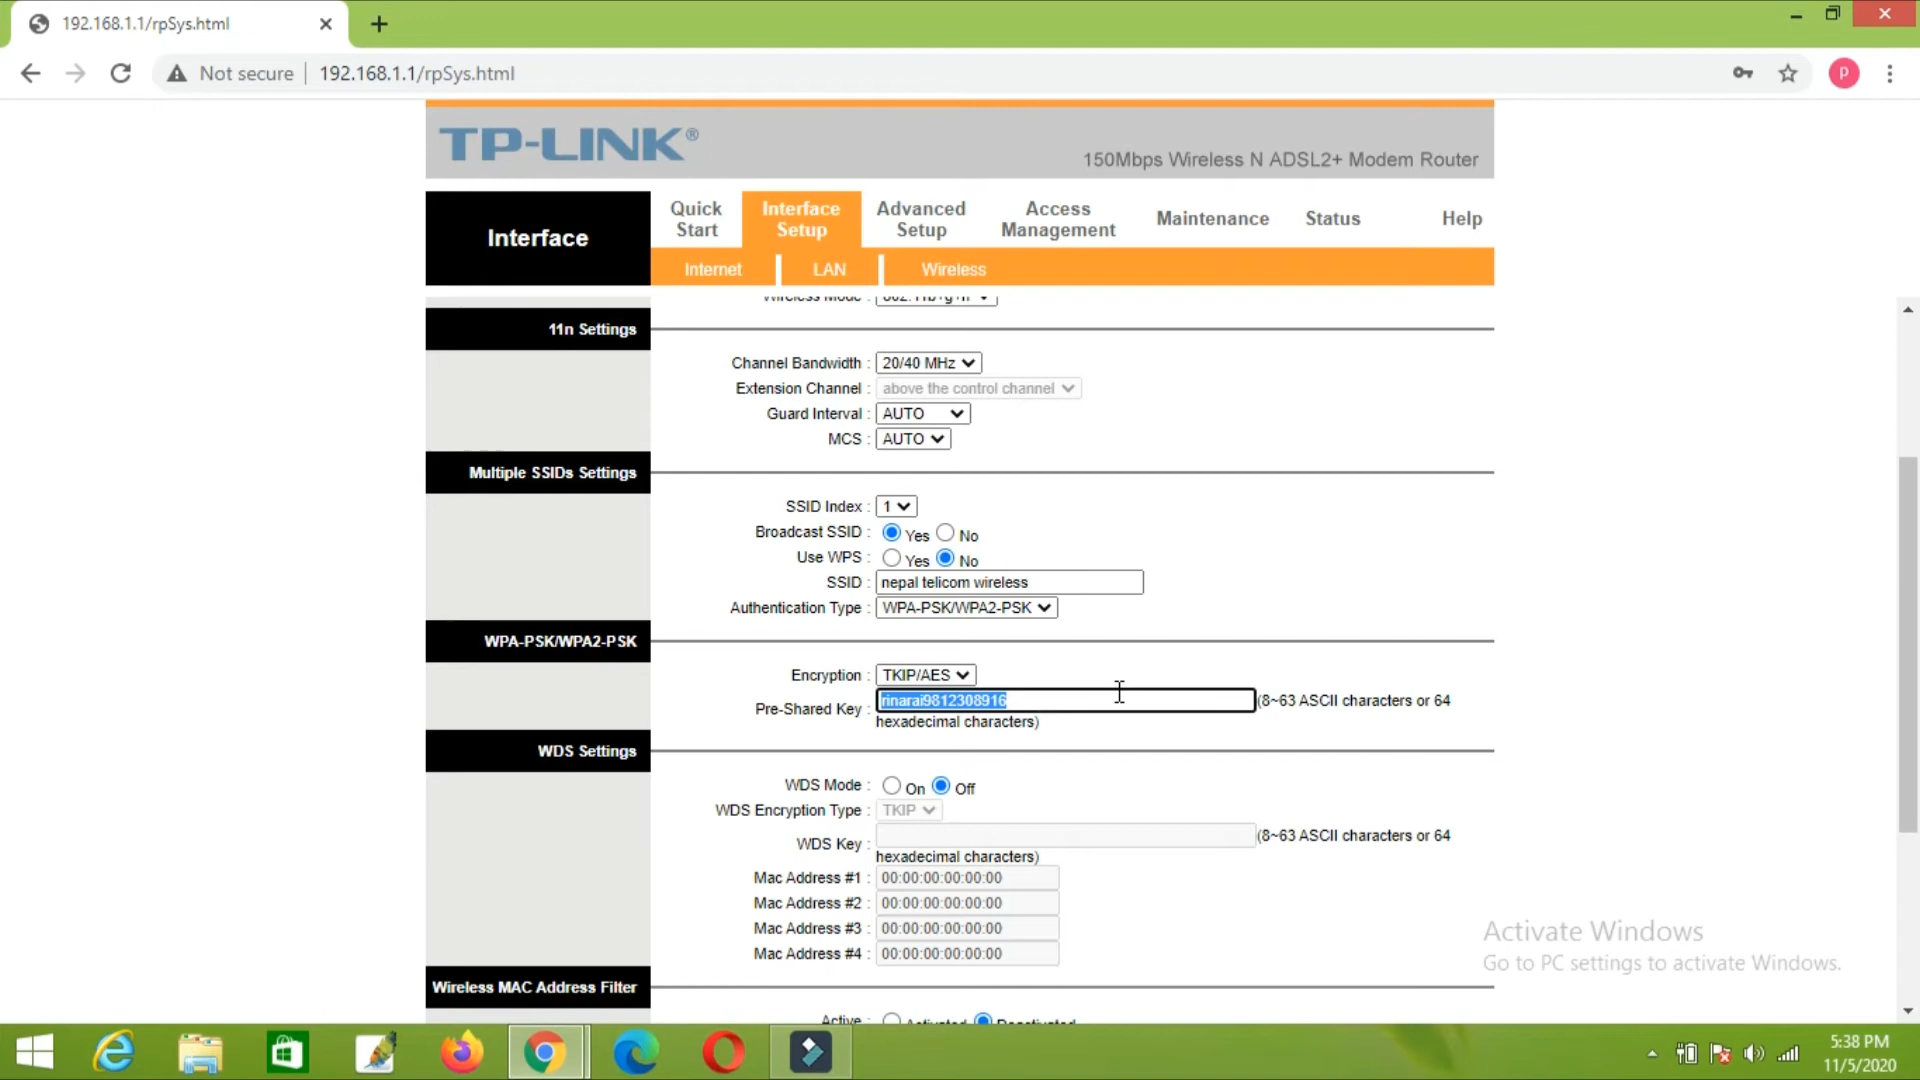 192.168.1.1/rpSys.html
Not secure 192.168.1.1/rpSys.html
P
TP-LINK®
150Mbps Wireless N ADSL2+ Modem Router
Interface
Quick Start
Interface Setup
Advanced Setup
Access Management
Maintenance
Status
Help
Internet
LAN
Wireless
Wireless Mode : 802.11b+g+n
11n Settings
Channel Bandwidth : 20/40 MHz
Extension Channel : above the control channel
Guard Interval : AUTO
MCS : AUTO
Multiple SSIDs Settings
SSID Index : 1
Broadcast SSID : Yes No
Use WPS : Yes No
SSID : nepal telicom wireless
Authentication Type : WPA-PSK/WPA2-PSK
WPA-PSK/WPA2-PSK
Encryption : TKIP/AES
Pre-Shared Key : rinarai9812308916 (8~63 ASCII characters or 64
hexadecimal characters)
WDS Settings
WDS Mode : On Off
WDS Encryption Type : TKIP
WDS Key : (8~63 ASCII characters or 64
hexadecimal characters)
Mac Address #1 : 00:00:00:00:00:00
Mac Address #2 : 00:00:00:00:00:00
Mac Address #3 : 00:00:00:00:00:00
Mac Address #4 : 00:00:00:00:00:00
Wireless MAC Address Filter
Active : Activated Deactivated
Activate Windows
Go to PC settings to activate Windows.
5:38 PM
11/5/2020